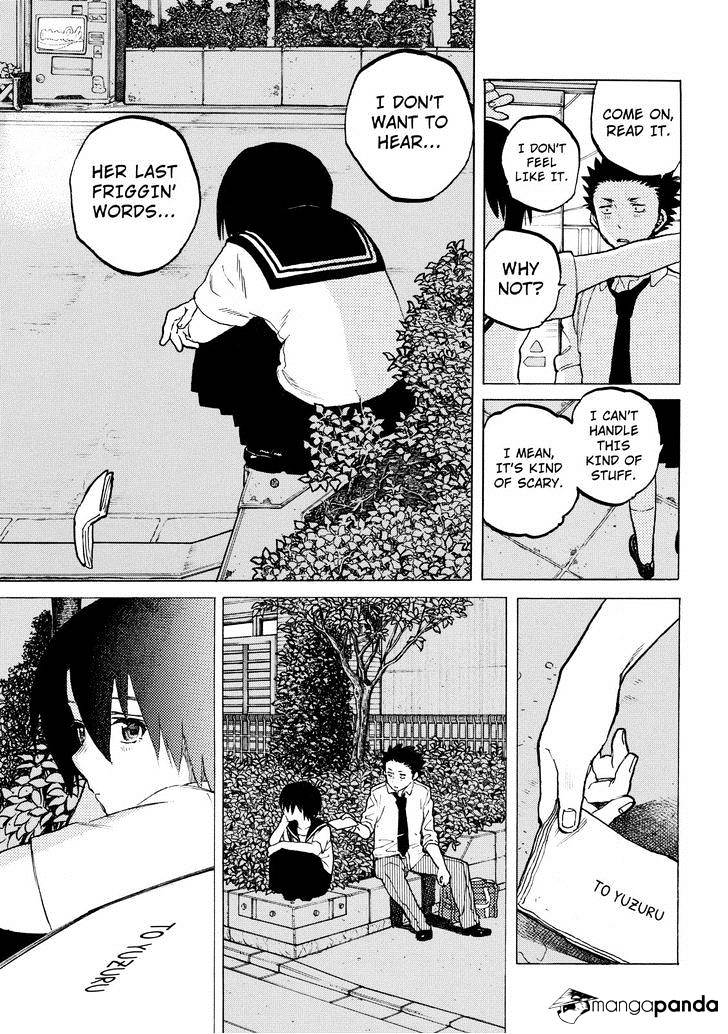 COME ON,
READ IT.
I DON'T
FEEL
LIKE IT.
WHY
NOT?
I CAN'T
HANDLE
THIS
KIND OF
STUFF.
I MEAN,
IT'S KIND
OF SCARY.
I DON'T
WANT TO
HEAR...
HER LAST
FRIGGIN'
WORDS...
TO YUZURU
TO YUZURU
mangapanda